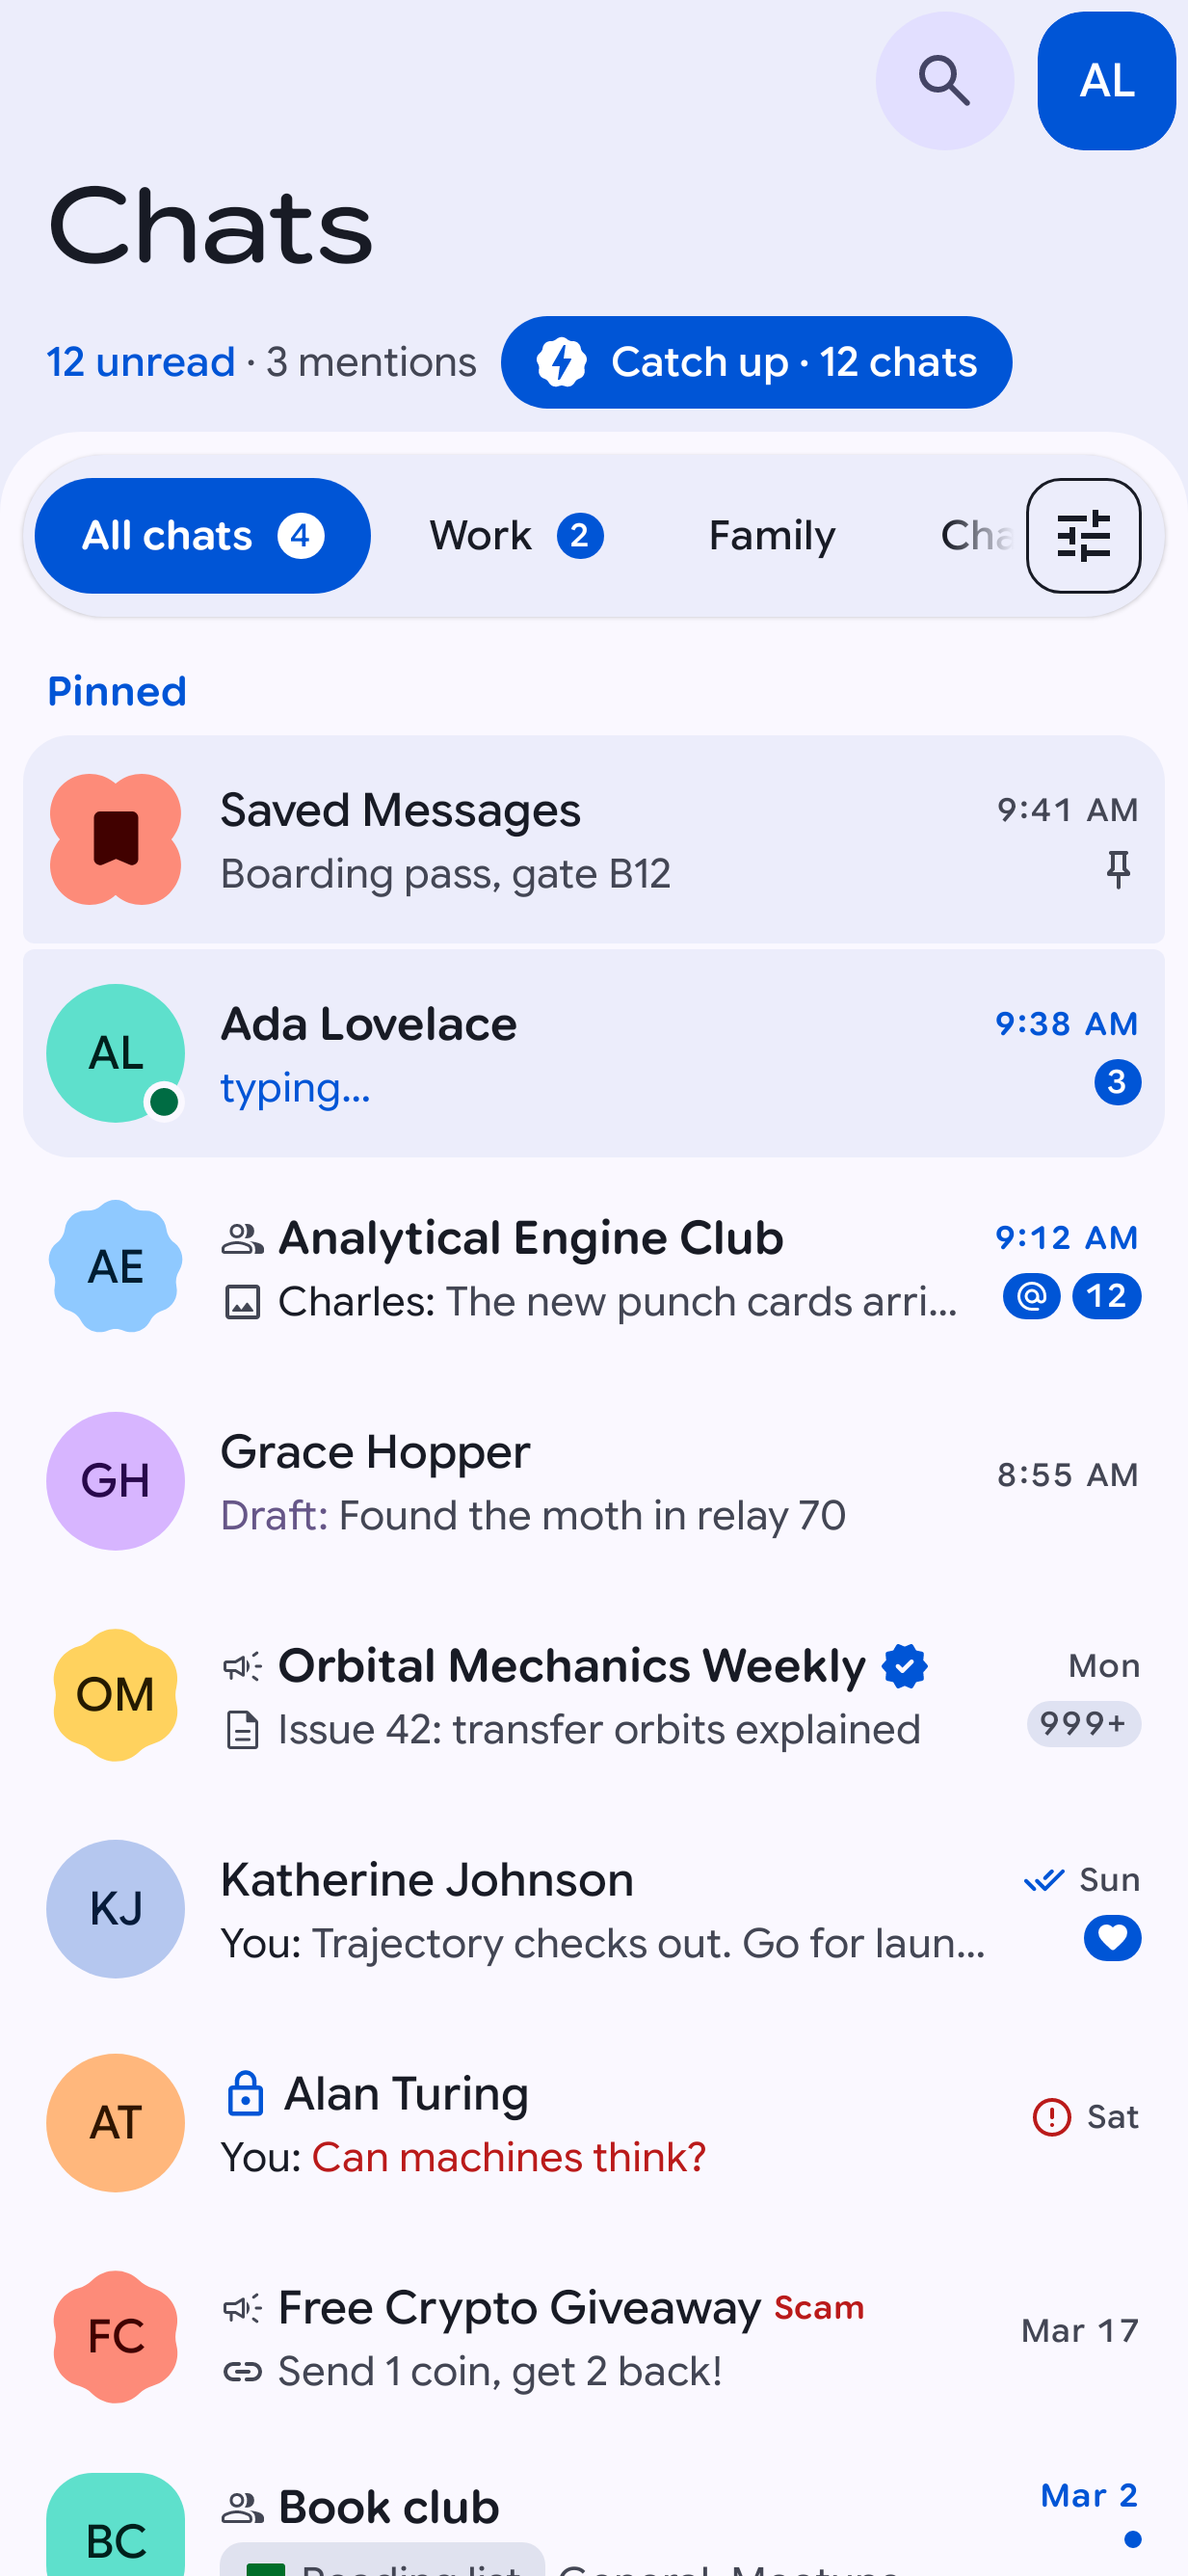 AL
Chats
12 unread · 3 mentions
Catch up · 12 chats
All chats 4
Work 2
Family
Cha
Pinned
Saved Messages
9:41 AM
Boarding pass, gate B12
AL
Ada Lovelace
9:38 AM
typing...
3
AE
Analytical Engine Club
9:12 AM
Charles: The new punch cards arri...
@ 12
GH
Grace Hopper
8:55 AM
Draft: Found the moth in relay 70
OM
Orbital Mechanics Weekly
Mon
Issue 42: transfer orbits explained
999+
KJ
Katherine Johnson
Sun
You: Trajectory checks out. Go for laun...
AT
Alan Turing
Sat
You: Can machines think?
FC
Free Crypto Giveaway Scam
Mar 17
Send 1 coin, get 2 back!
BC
Book club
Mar 2